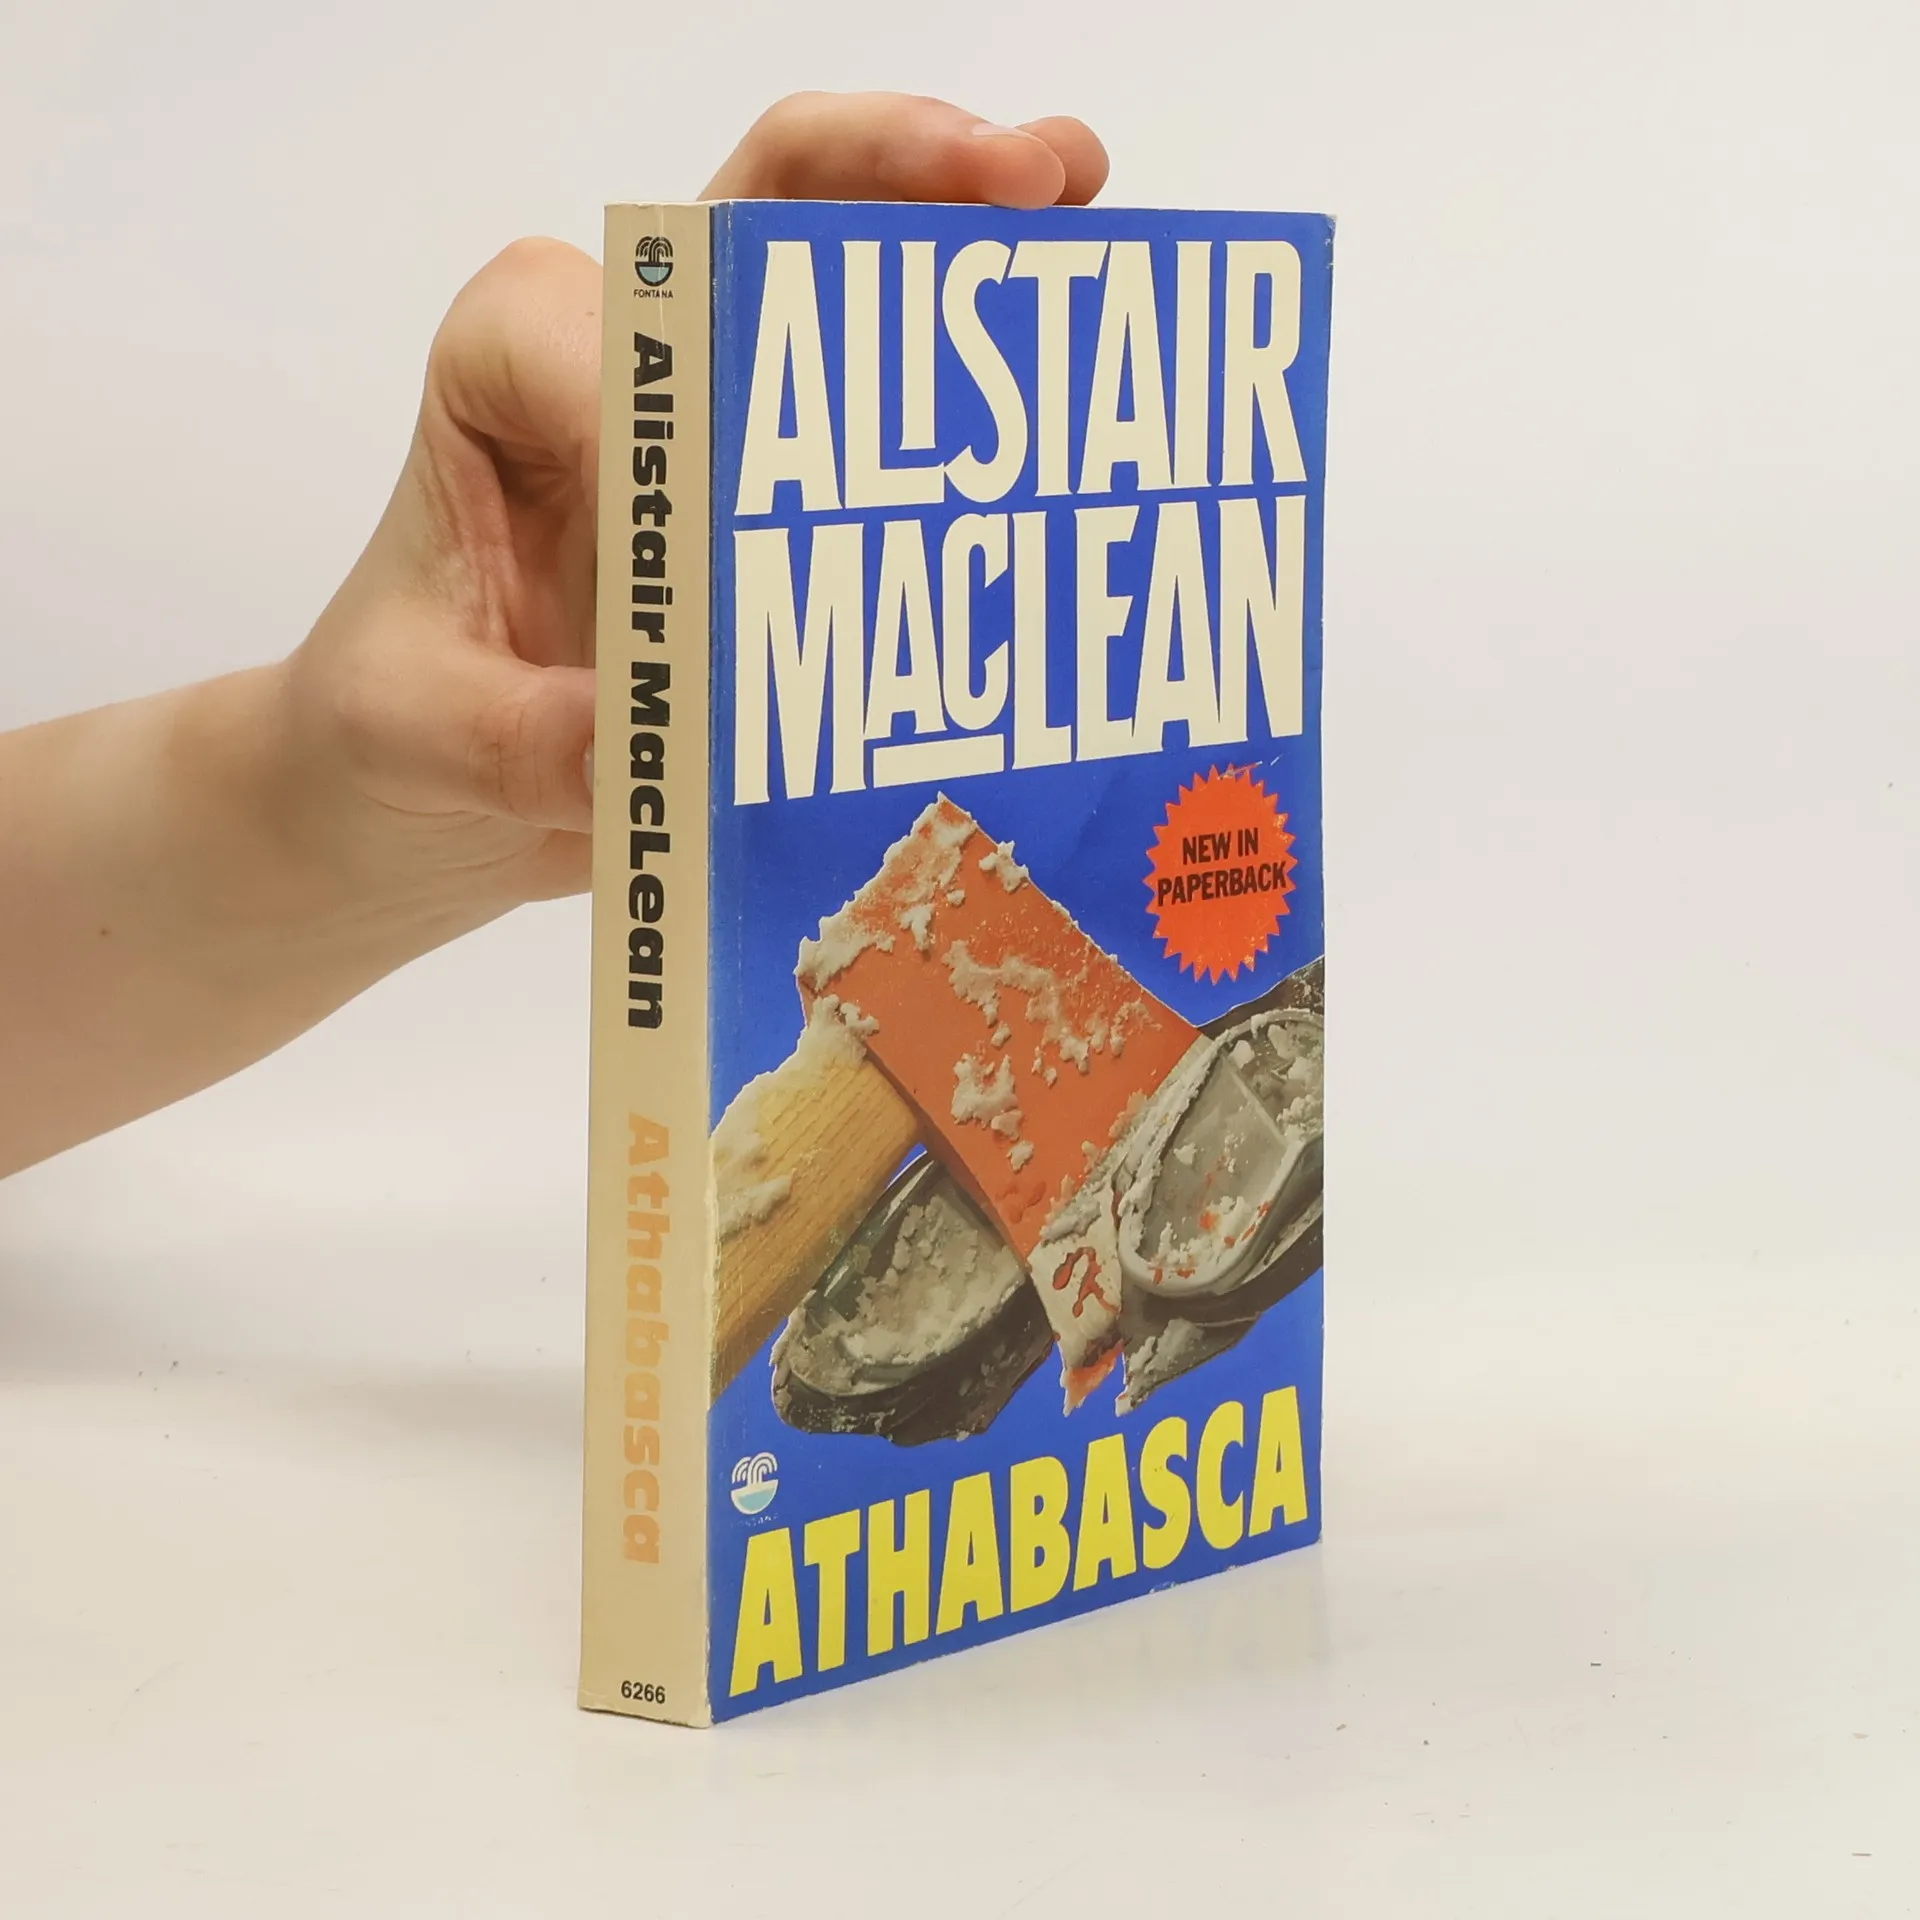 FONTANA
Alistair MacLean Athabasca
6266
ALISTAIR
MACLEAN
NEW IN
PAPERBACK
ATHABASCA